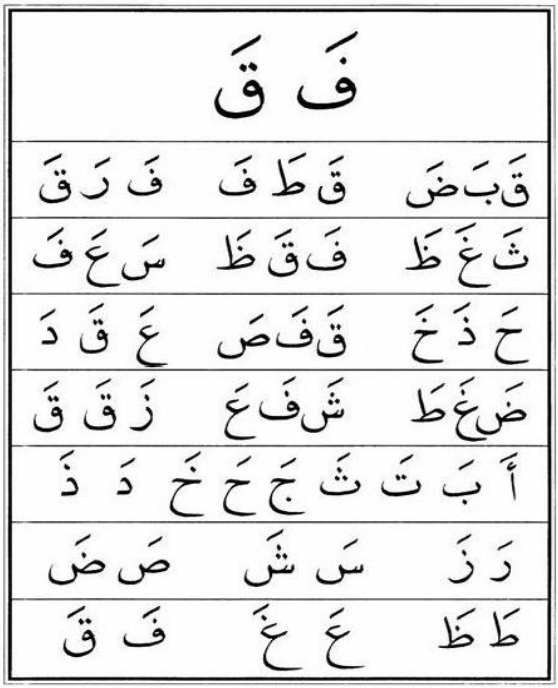 فَ قَ
قَ بَ ضَ قَ طَ فَ فَ رَ قَ
ثَ غَ ظَ فَ قَ ظَ سَ عَ فَ
حَ ذَ خَ قَ فَ صَ عَ قَ دَ
ضَ غَ طَ شَ فَ عَ زَ قَ قَ
أَ بَ تَ ثَ جَ حَ خَ دَ ذَ
رَ زَ سَ شَ صَ ضَ
طَ ظَ عَ غَ فَ قَ